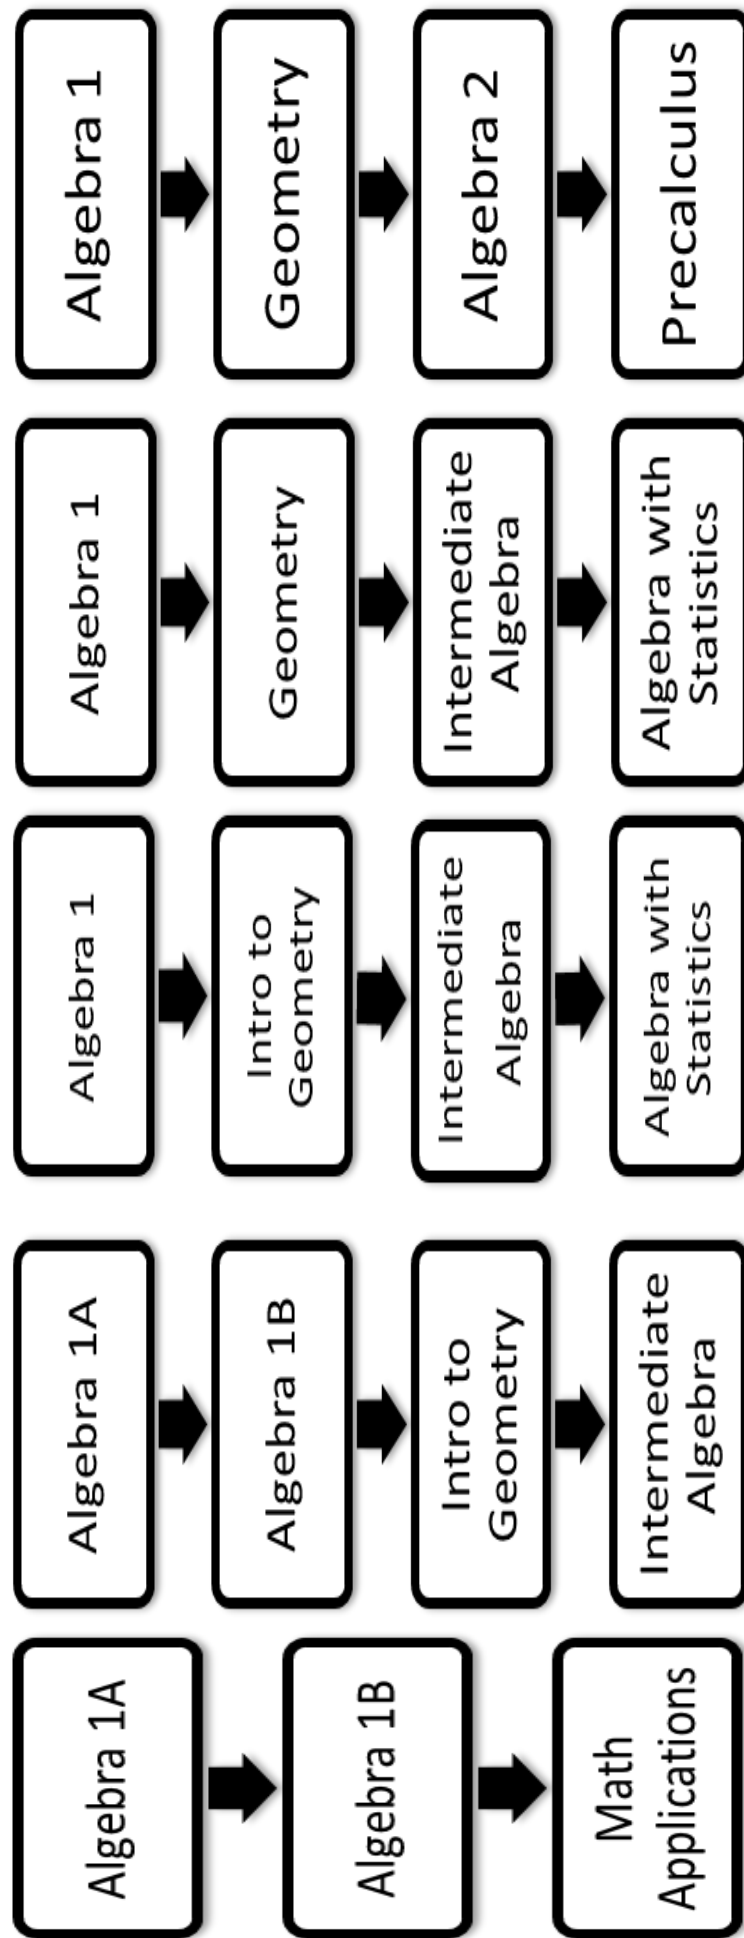 Algebra 1A
Algebra 1B
Math
Applications
Algebra 1A
Algebra 1B
Intro to
Geometry
Intermediate
Algebra
Algebra 1
Intro to
Geometry
Intermediate
Algebra
Algebra with
Statistics
Algebra 1
Geometry
Intermediate
Algebra
Algebra with
Statistics
Algebra 1
Geometry
Algebra 2
Precalculus